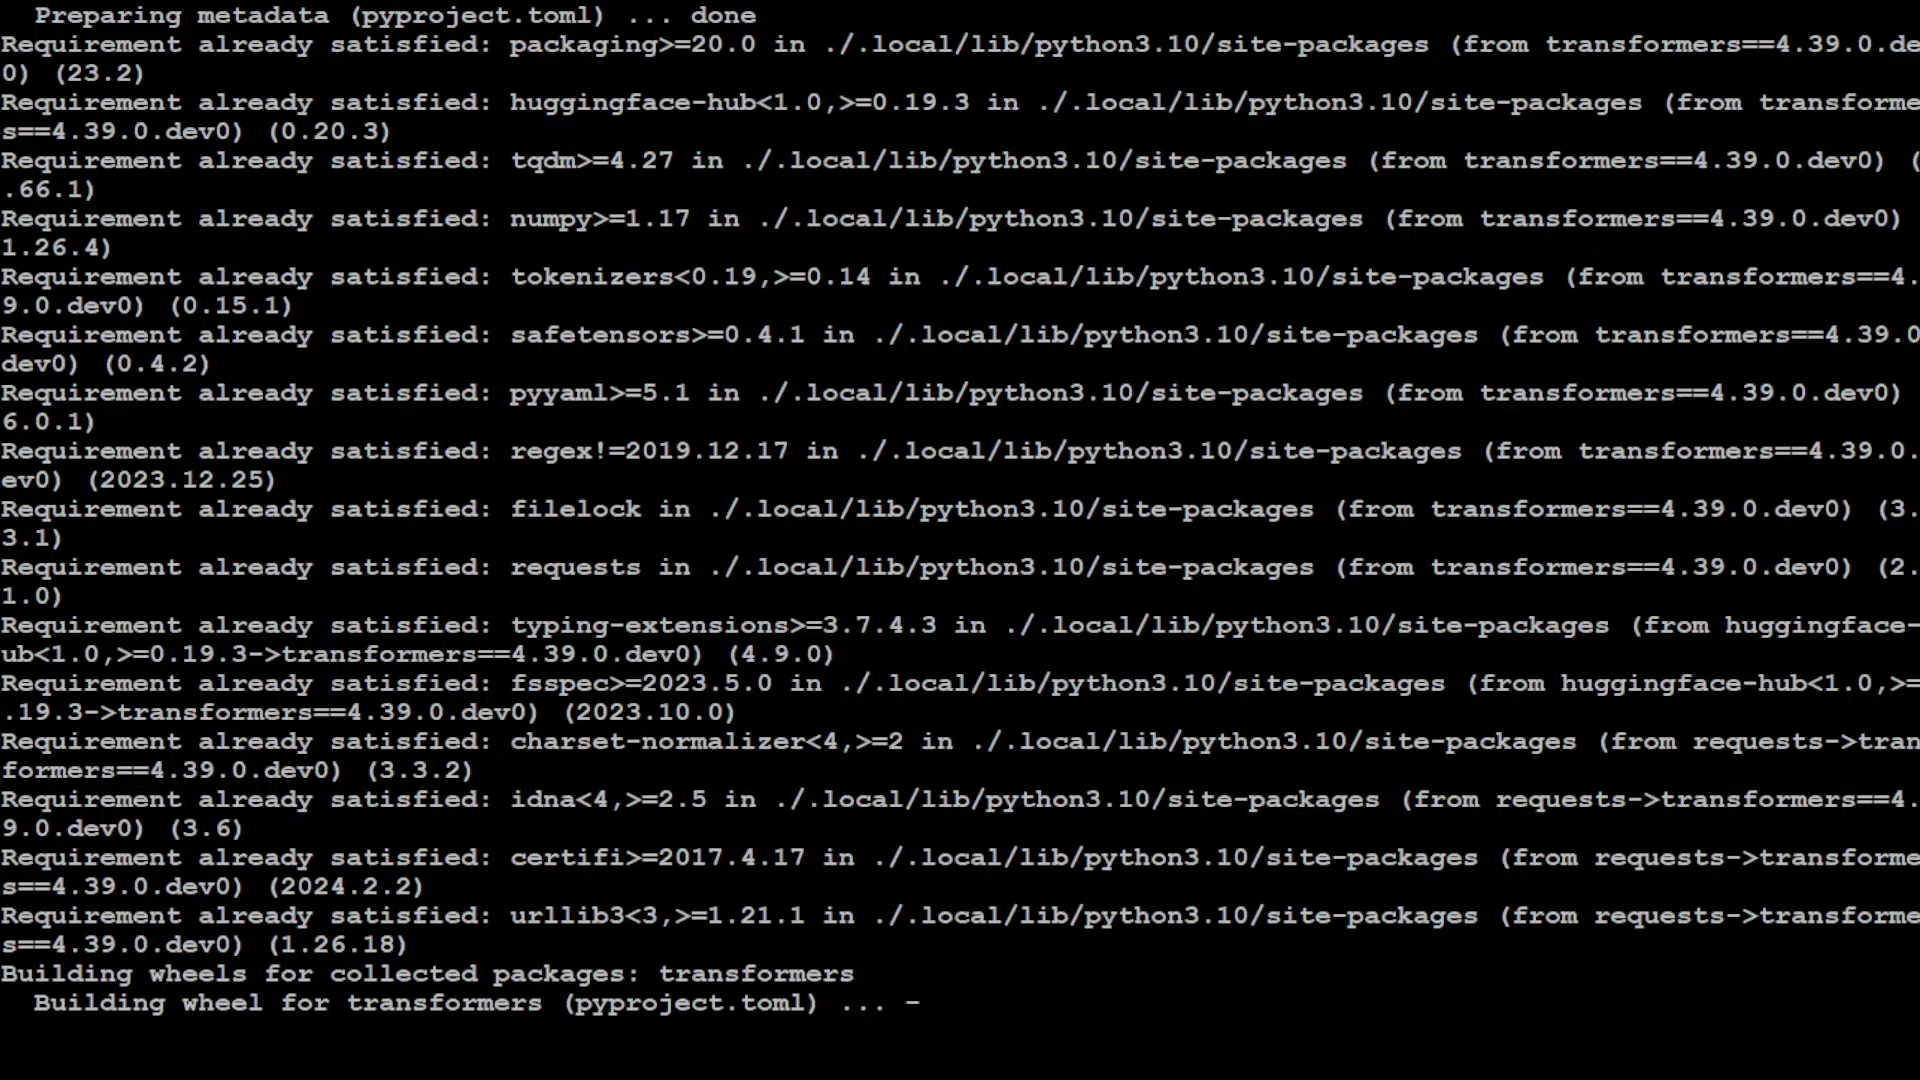 Preparing metadata (pyproject.toml) ... done
Requirement already satisfied: packaging>=20.0 in ./.local/lib/python3.10/site-packages (from transformers==4.39.0.de
0) (23.2)
Requirement already satisfied: huggingface-hub<1.0,>=0.19.3 in ./.local/lib/python3.10/site-packages (from transforme
s==4.39.0.dev0) (0.20.3)
Requirement already satisfied: tqdm>=4.27 in ./.local/lib/python3.10/site-packages (from transformers==4.39.0.dev0) (
.66.1)
Requirement already satisfied: numpy>=1.17 in ./.local/lib/python3.10/site-packages (from transformers==4.39.0.dev0)
1.26.4)
Requirement already satisfied: tokenizers<0.19,>=0.14 in ./.local/lib/python3.10/site-packages (from transformers==4.
9.0.dev0) (0.15.1)
Requirement already satisfied: safetensors>=0.4.1 in ./.local/lib/python3.10/site-packages (from transformers==4.39.0
dev0) (0.4.2)
Requirement already satisfied: pyyaml>=5.1 in ./.local/lib/python3.10/site-packages (from transformers==4.39.0.dev0)
6.0.1)
Requirement already satisfied: regex!=2019.12.17 in ./.local/lib/python3.10/site-packages (from transformers==4.39.0.
ev0) (2023.12.25)
Requirement already satisfied: filelock in ./.local/lib/python3.10/site-packages (from transformers==4.39.0.dev0) (3.
3.1)
Requirement already satisfied: requests in ./.local/lib/python3.10/site-packages (from transformers==4.39.0.dev0) (2.
1.0)
Requirement already satisfied: typing-extensions>=3.7.4.3 in ./.local/lib/python3.10/site-packages (from huggingface-
ub<1.0,>=0.19.3->transformers==4.39.0.dev0) (4.9.0)
Requirement already satisfied: fsspec>=2023.5.0 in ./.local/lib/python3.10/site-packages (from huggingface-hub<1.0,>=
.19.3->transformers==4.39.0.dev0) (2023.10.0)
Requirement already satisfied: charset-normalizer<4,>=2 in ./.local/lib/python3.10/site-packages (from requests->tran
formers==4.39.0.dev0) (3.3.2)
Requirement already satisfied: idna<4,>=2.5 in ./.local/lib/python3.10/site-packages (from requests->transformers==4.
9.0.dev0) (3.6)
Requirement already satisfied: certifi>=2017.4.17 in ./.local/lib/python3.10/site-packages (from requests->transforme
s==4.39.0.dev0) (2024.2.2)
Requirement already satisfied: urllib3<3,>=1.21.1 in ./.local/lib/python3.10/site-packages (from requests->transforme
s==4.39.0.dev0) (1.26.18)
Building wheels for collected packages: transformers
Building wheel for transformers (pyproject.toml) ... -